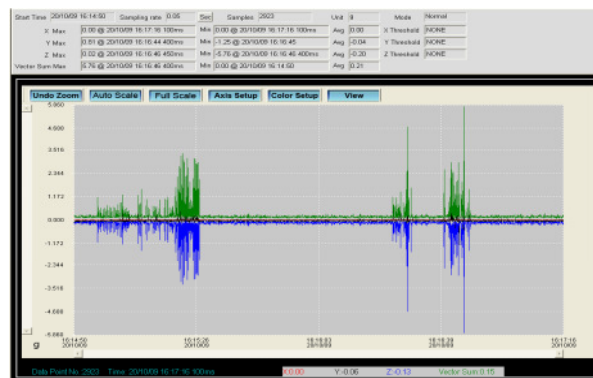 Start Time 20/10/09 16:14:50 Sampling rate 0.05 Sec Samples 2923 Unit g Mode Normal
X Max 0.00 @ 20/10/09 16:17:16 100ms Min 0.00 @ 20/10/09 16:17:16 100ms Avg 0.00 X Threshold NONE
Y Max 0.81 @ 20/10/09 16:16:44 400ms Min -1.25 @ 20/10/09 16:16:45 Avg -0.04 Y Threshold NONE
Z Max 0.02 @ 20/10/09 16:16:45 450ms Min -5.76 @ 20/10/09 16:16:46 400ms Avg -0.20 Z Threshold NONE
Vector Sum Max 5.76 @ 20/10/09 16:16:46 400ms Min 0.00 @ 20/10/09 16:14:50 Avg 0.21
Undo Zoom Auto Scale Full Scale Axis Setup Color Setup View
4.688
3.516
2.344
1.172
0.000
-1.172
-2.344
-3.516
-4.688
g
16:14:50 16:15:26 16:16:03 16:16:39 16:17:16
20/10/09 20/10/09 20/10/09 20/10/09 20/10/09
Data Point No.:2923 Time: 20/10/09 16:17:16 100ms X:0.00 Y:-0.06 Z:-0.13 Vector Sum:0.15